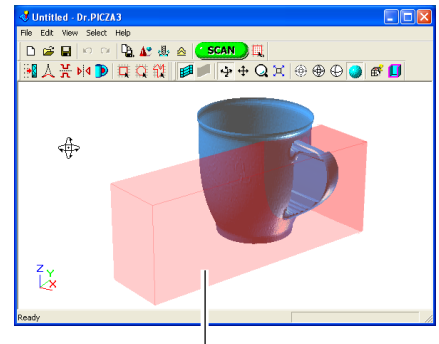 Untitled - Dr.PICZA3
File Edit View Select Help
SCAN
Z
Y
X
Ready